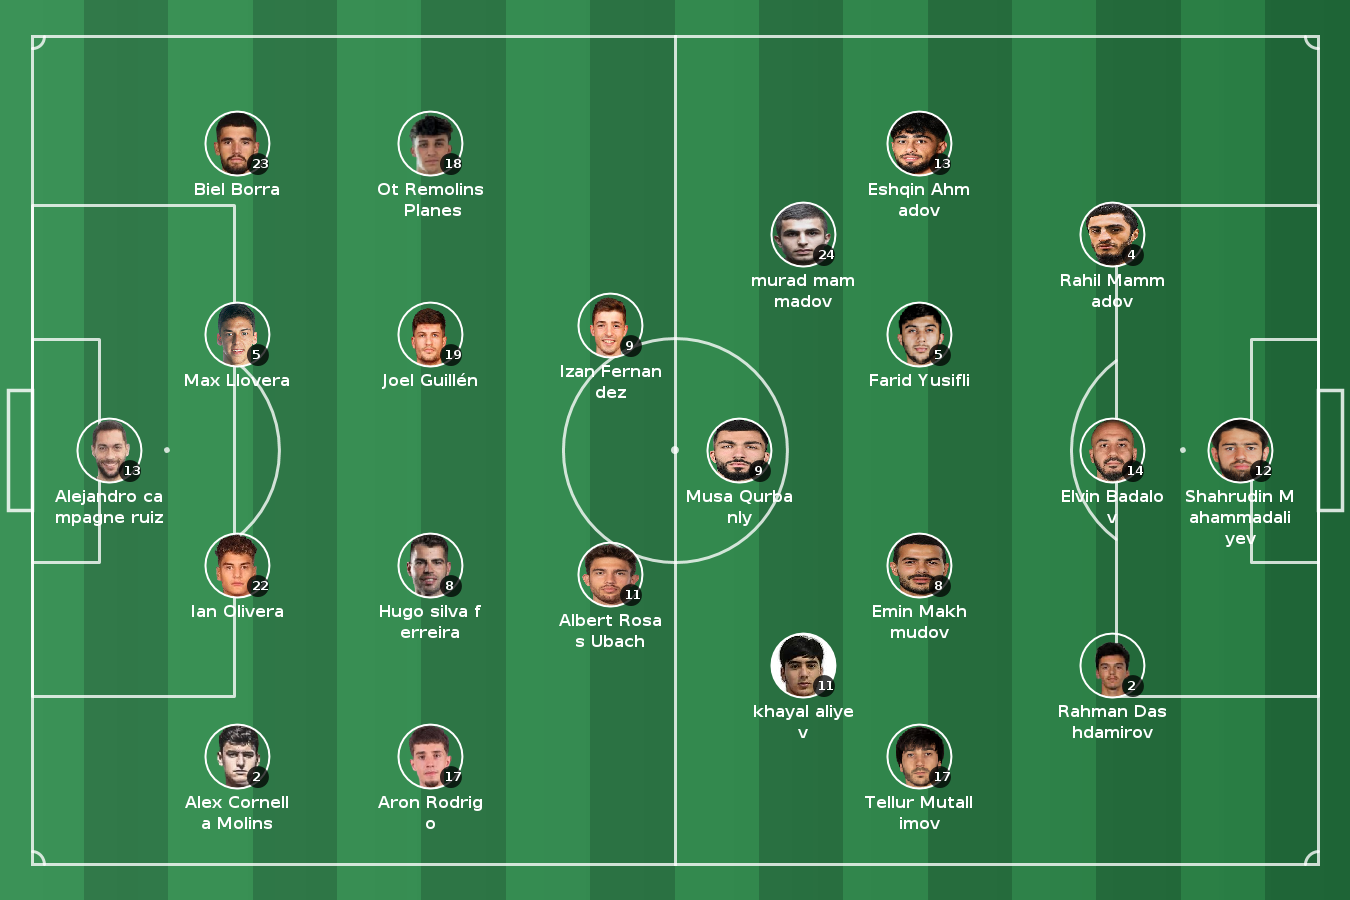 23
Biel Borra
18
Ot Remolins
Planes
13
Eshqin Ahm
adov
24
murad mam
madov
4
Rahil Mamm
adov
5
Max Llovera
19
Joel Guillén
9
Izan Fernan
dez
5
Farid Yusifli
13
Alejandro ca
mpagne ruiz
9
Musa Qurba
nly
14
Elvin Badalo
v
12
Shahrudin M
ahammadali
yev
22
Ian Olivera
8
Hugo silva f
erreira
11
Albert Rosa
s Ubach
8
Emin Makh
mudov
11
khayal aliye
v
2
Rahman Das
hdamirov
2
Alex Cornell
a Molins
17
Aron Rodrig
o
17
Tellur Mutall
imov